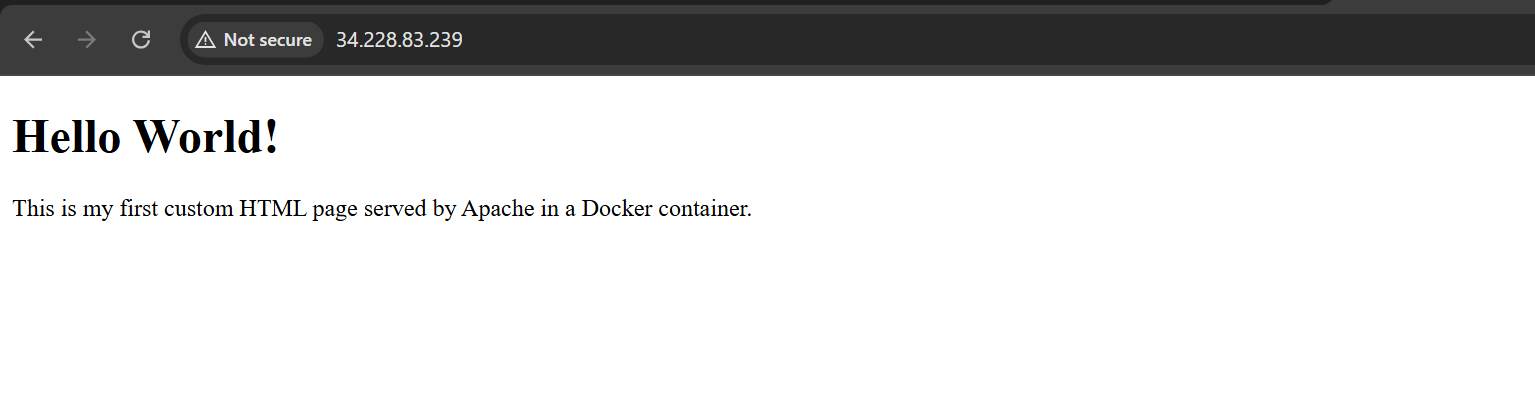 Not secure 34.228.83.239
Hello World!
This is my first custom HTML page served by Apache in a Docker container.